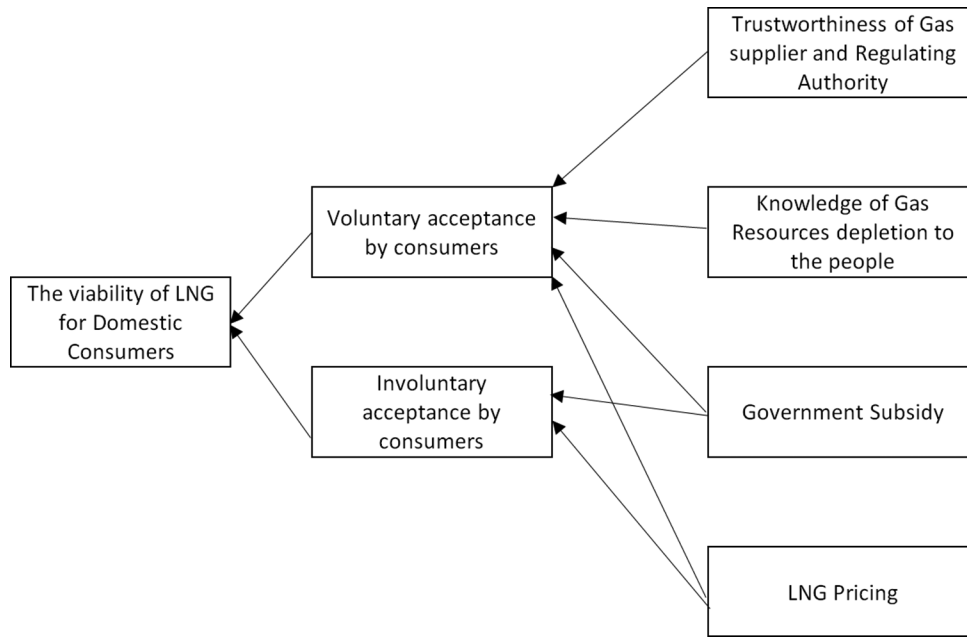 Trustworthiness of Gas
supplier and Regulating
Authority
Voluntary acceptance
by consumers
Knowledge of Gas
Resources depletion to
the people
The viability of LNG
for Domestic
Consumers
Involuntary
acceptance by
consumers
Government Subsidy
LNG Pricing